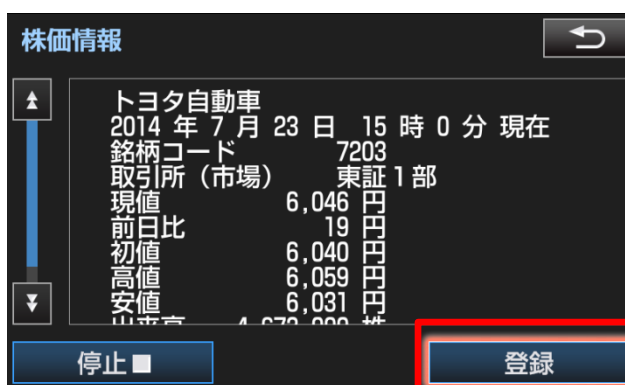 株価情報
トヨタ自動車
2014 年 7 月 23 日 15 時 0 分 現在
銘柄コード 7203
取引所（市場） 東証１部
現値 6,046 円
前日比 19 円
初値 6,040 円
高値 6,059 円
安値 6,031 円
停止■
登録